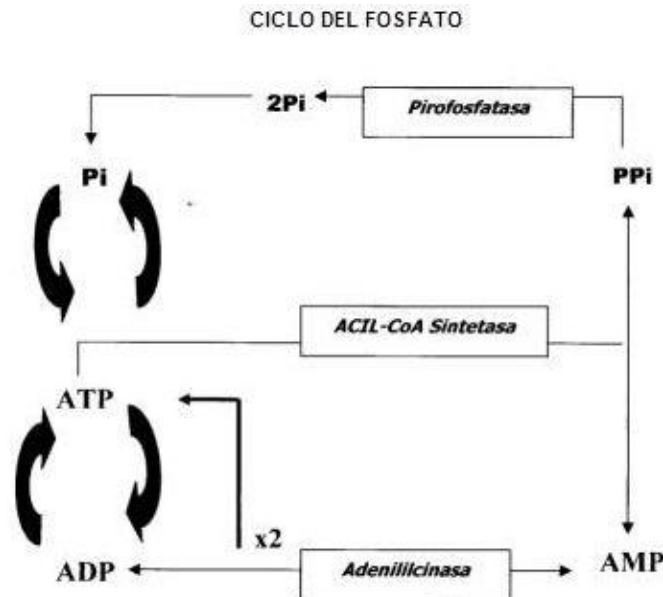 CICLO DEL FOSFATO
2Pi
Pirofosfatasa
Pi
PPi
ACIL-CoA Sintetasa
ATP
x2
ADP
Adenililcinasa
AMP